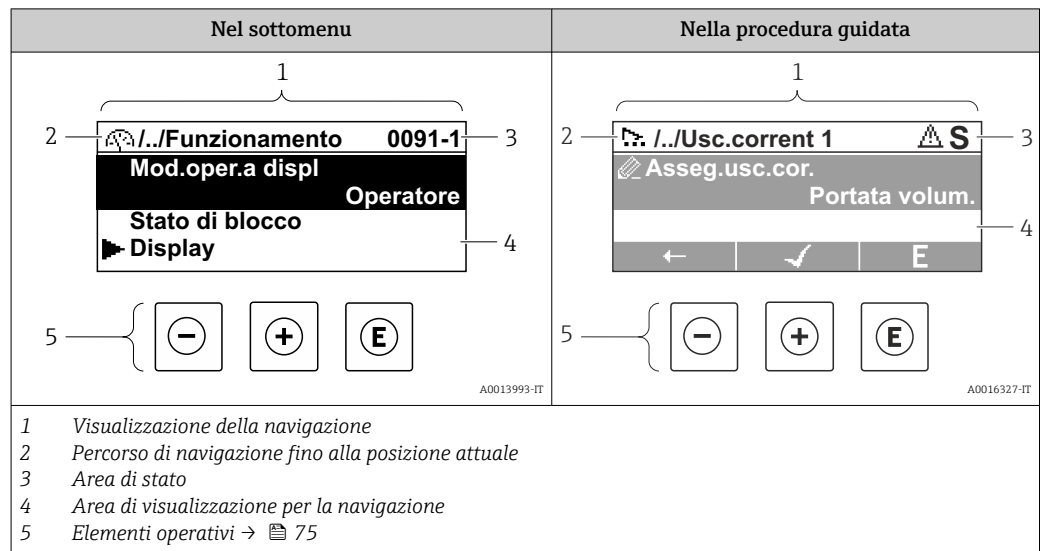 Nel sottomenu
Nella procedura guidata
1
2
/../Funzionamento 0091-1
3
Mod.oper.a displ
Operatore
Stato di blocco
Display
4
5
- + E
A0013993-IT
1
2
/../Usc.corrent 1 S
3
Asseg.usc.cor.
Portata volum.
4
← ✓ E
5
- + E
A0016327-IT
1 Visualizzazione della navigazione
2 Percorso di navigazione fino alla posizione attuale
3 Area di stato
4 Area di visualizzazione per la navigazione
5 Elementi operativi → 75